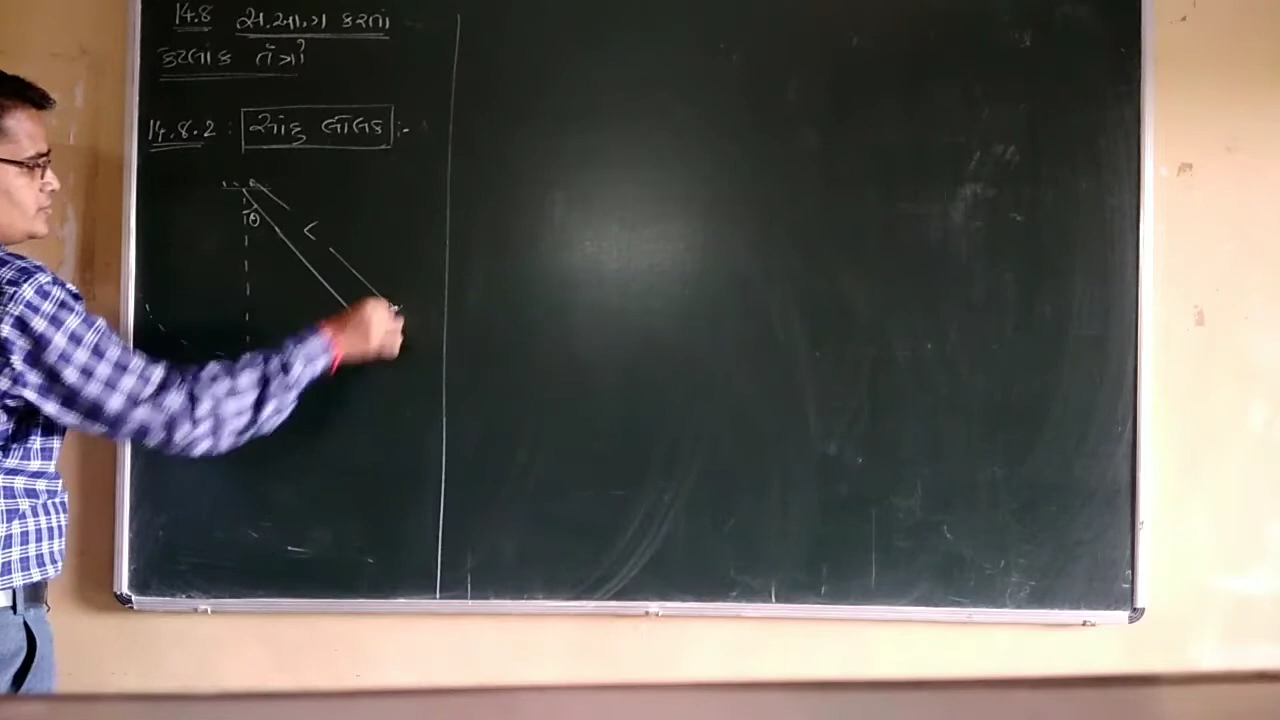 14.8 સ.આ.ગ કરતાં
કેટલાંક તંત્રો
14.8.2 : સાદુ લોલક :-
θ
L